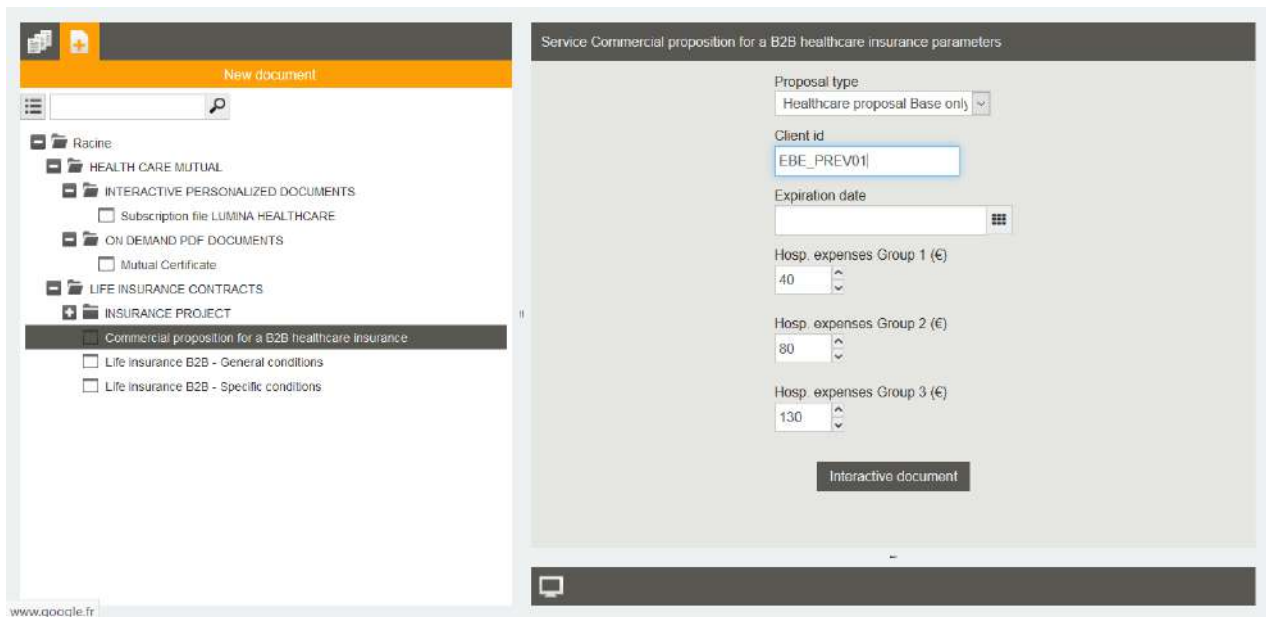 New document
Racine
HEALTH CARE MUTUAL
INTERACTIVE PERSONALIZED DOCUMENTS
Subscription file LUMINA HEALTHCARE
ON DEMAND PDF DOCUMENTS
Mutual Certificate
LIFE INSURANCE CONTRACTS
INSURANCE PROJECT
Commercial proposition for a B2B healthcare insurance
Life insurance B2B - General conditions
Life insurance B2B - Specific conditions
www.google.fr
Service Commercial proposition for a B2B healthcare insurance parameters
Proposal type
Healthcare proposal Base only
Client id
EBE_PREV01
Expiration date
Hosp. expenses Group 1 (€)
40
Hosp. expenses Group 2 (€)
80
Hosp. expenses Group 3 (€)
130
Interactive document